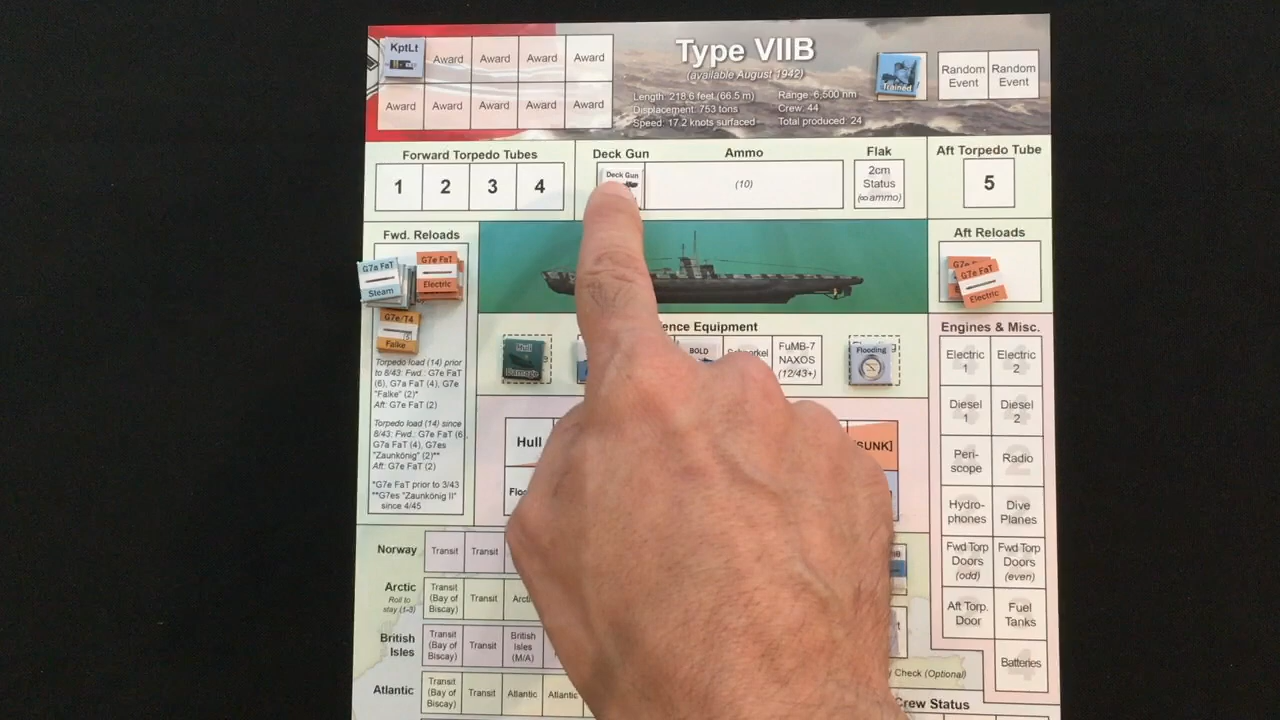 KptLt
Award
Award
Award
Award
Award
Award
Award
Award
Award
Type VIIB
(available August 1942)
Length: 218.6 feet (66.5 m)
Displacement: 753 tons
Speed: 17.2 knots surfaced
Range: 6,500 nm
Crew: 44
Total produced: 24
Trained
Random
Event
Random
Event
Forward Torpedo Tubes
1
2
3
4
Deck Gun
Deck Gun
Ammo
(10)
Flak
2cm
Status
(∞ ammo)
Aft Torpedo Tube
5
Fwd. Reloads
G7a FaT
Steam
G7e FaT
Electric
G7e/T4
Falke
Torpedo load (14) prior
to 8/43: Fwd.: G7e FaT
(6), G7a FaT (4), G7e
"Falke" (2)*
Aft: G7e FaT (2)
Torpedo load (14) since
8/43: Fwd.: G7e FaT (6)
G7a FaT (4), G7es
"Zaunkönig" (2)**
Aft: G7e FaT (2)
*G7e FaT prior to 3/43
**G7es "Zaunkönig II"
since 4/45
Equipment
Hull
Damage
BOLD
FuMB-7
NAXOS
(12/43+)
Flooding
Hull
SUNK]
Aft Reloads
G7e FaT
G7e FaT
Electric
Engines & Misc.
Electric
1
Electric
2
Diesel
1
Diesel
2
Peri-
scope
Radio
Hydro-
phones
Dive
Planes
Fwd Torp
Doors
(odd)
Fwd Torp
Doors
(even)
Aft Torp.
Door
Fuel
Tanks
Batteries
Norway
Transit
Transit
Arctic
Roll to
stay (1-3)
Transit
(Bay of
Biscay)
Transit
British
Isles
Transit
(Bay of
Biscay)
Transit
British
Isles
(M/A)
Atlantic
Transit
(Bay of
Biscay)
Transit
Atlantic
Atlantic
Check (Optional)
Crew Status